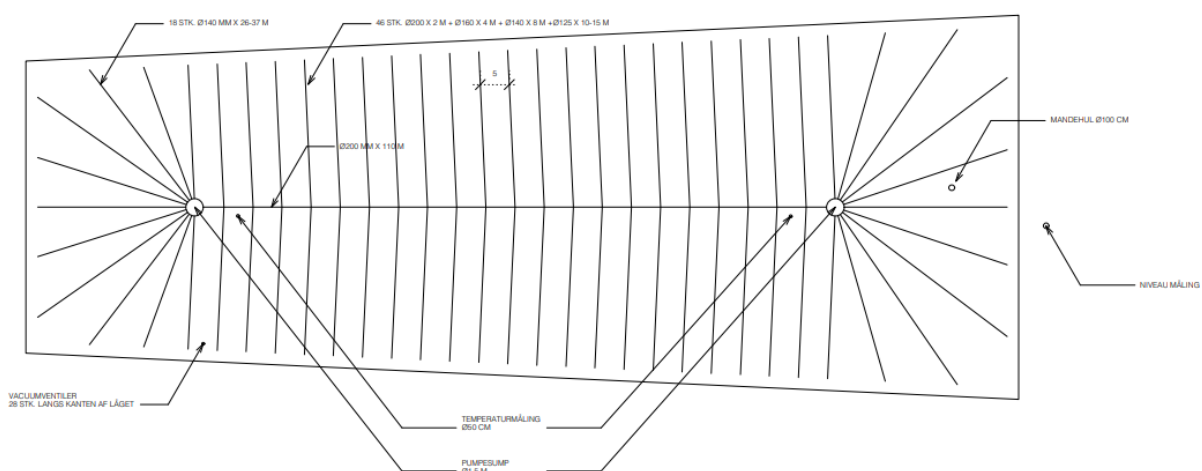 18 STK. Ø140 MM X 26-37 M
46 STK. Ø200 X 2 M + Ø160 X 4 M + Ø140 X 8 M +Ø125 X 10-15 M
5
MANDEHUL Ø100 CM
Ø200 MM X 110 M
NIVEAU MÅLING
VACUUMVENTILER
28 STK. LANGS KANTEN AF LÅGET
TEMPERATURMÅLING
Ø50 CM
PUMPESUMP